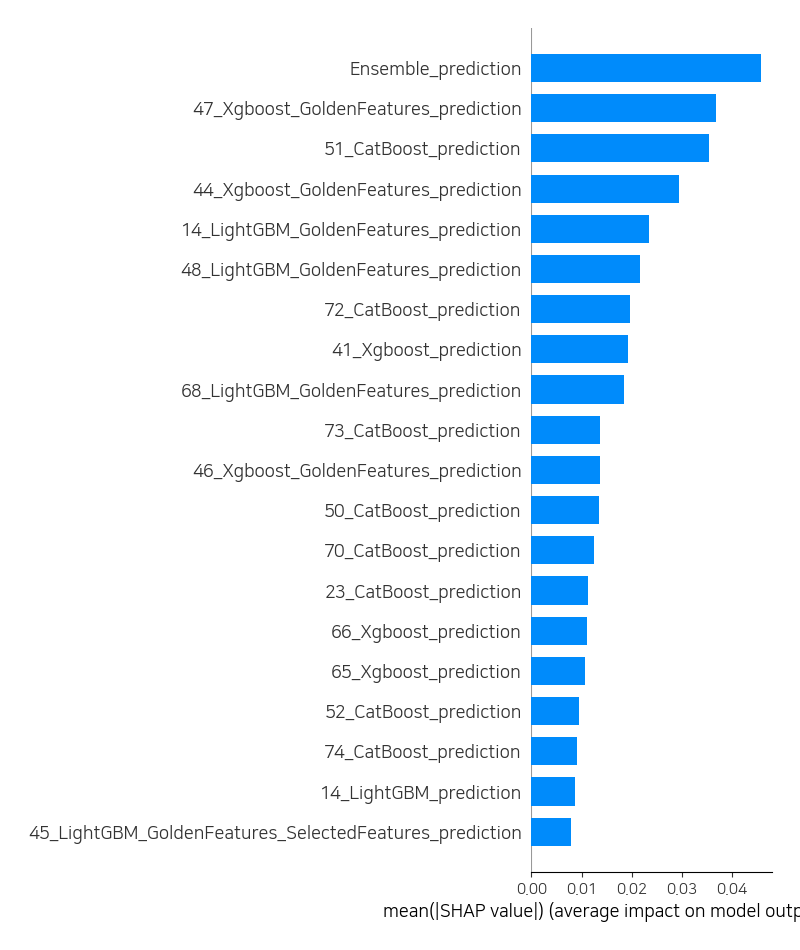 Ensemble_prediction
47_Xgboost_GoldenFeatures_prediction
51_CatBoost_prediction
44_Xgboost_GoldenFeatures_prediction
14_LightGBM_GoldenFeatures_prediction
48_LightGBM_GoldenFeatures_prediction
72_CatBoost_prediction
41_Xgboost_prediction
68_LightGBM_GoldenFeatures_prediction
73_CatBoost_prediction
46_Xgboost_GoldenFeatures_prediction
50_CatBoost_prediction
70_CatBoost_prediction
23_CatBoost_prediction
66_Xgboost_prediction
65_Xgboost_prediction
52_CatBoost_prediction
74_CatBoost_prediction
14_LightGBM_prediction
45_LightGBM_GoldenFeatures_SelectedFeatures_prediction
0.00 0.01 0.02 0.03 0.04
mean(|SHAP value|) (average impact on model outp